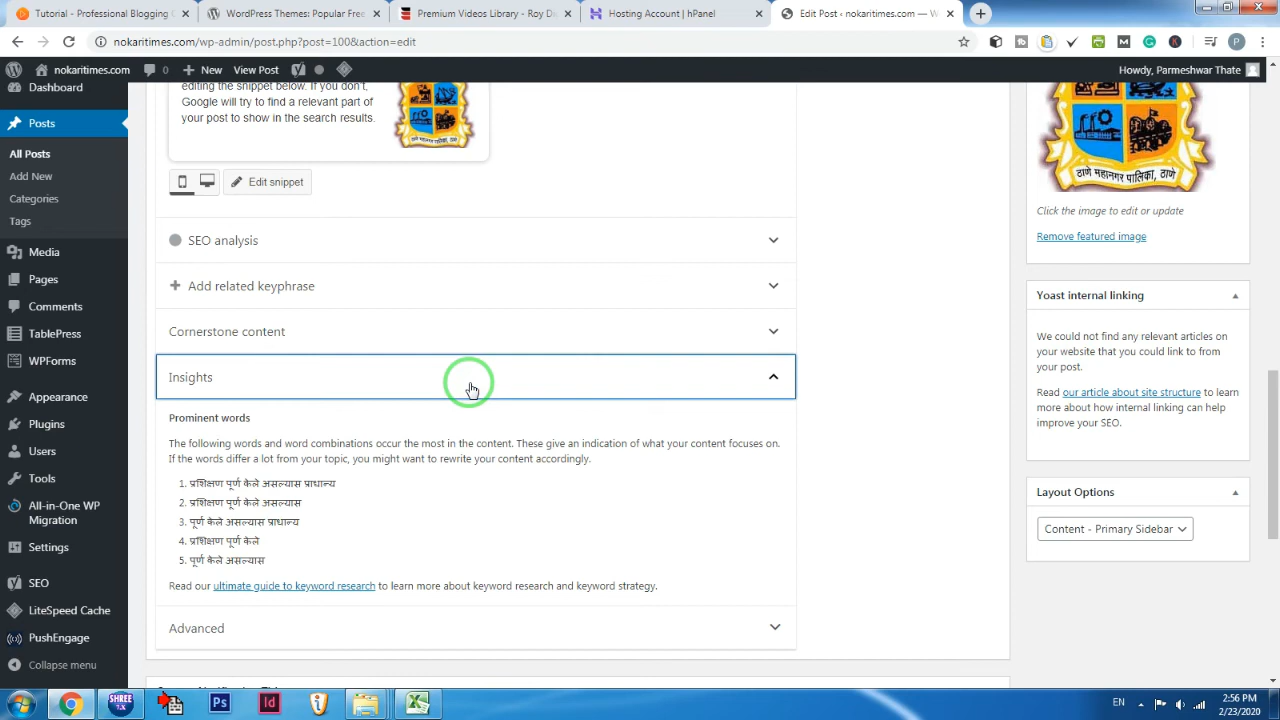 Tutorial - Professional Blogging C
WordPress Themes: Popular Free
Premium Videos Library - Roy Di
Hosting Account | hPanel
Edit Post ‹ nokaritimes.com — W
nokaritimes.com/wp-admin/post.php?post=100&action=edit
nokaritimes.com
0
New
View Post
Howdy, Parmeshwar Thate
Dashboard
Posts
All Posts
Add New
Categories
Tags
Media
Pages
Comments
TablePress
WPForms
Appearance
Plugins
Users
Tools
All-in-One WP
Migration
Settings
SEO
LiteSpeed Cache
PushEngage
Collapse menu
editing the snippet below. If you don't,
Google will try to find a relevant part of
your post to show in the search results.
Edit snippet
SEO analysis
Add related keyphrase
Cornerstone content
Insights
Prominent words
The following words and word combinations occur the most in the content. These give an indication of what your content focuses on.
If the words differ a lot from your topic, you might want to rewrite your content accordingly.
1. प्रशिक्षण पूर्ण केले असल्यास प्राधान्य
2. प्रशिक्षण पूर्ण केले असल्यास
3. पूर्ण केले असल्यास प्राधान्य
4. प्रशिक्षण पूर्ण केले
5. पूर्ण केले असल्यास
Read our ultimate guide to keyword research to learn more about keyword research and keyword strategy.
Advanced
ठाणे महानगर पालिका, ठाणे
Click the image to edit or update
Remove featured image
Yoast internal linking
We could not find any relevant articles on
your website that you could link to from
your post.
Read our article about site structure to learn
more about how internal linking can help
improve your SEO.
Layout Options
Content - Primary Sidebar
SHREE
Ps
Id
EN
2:56 PM
2/23/2020